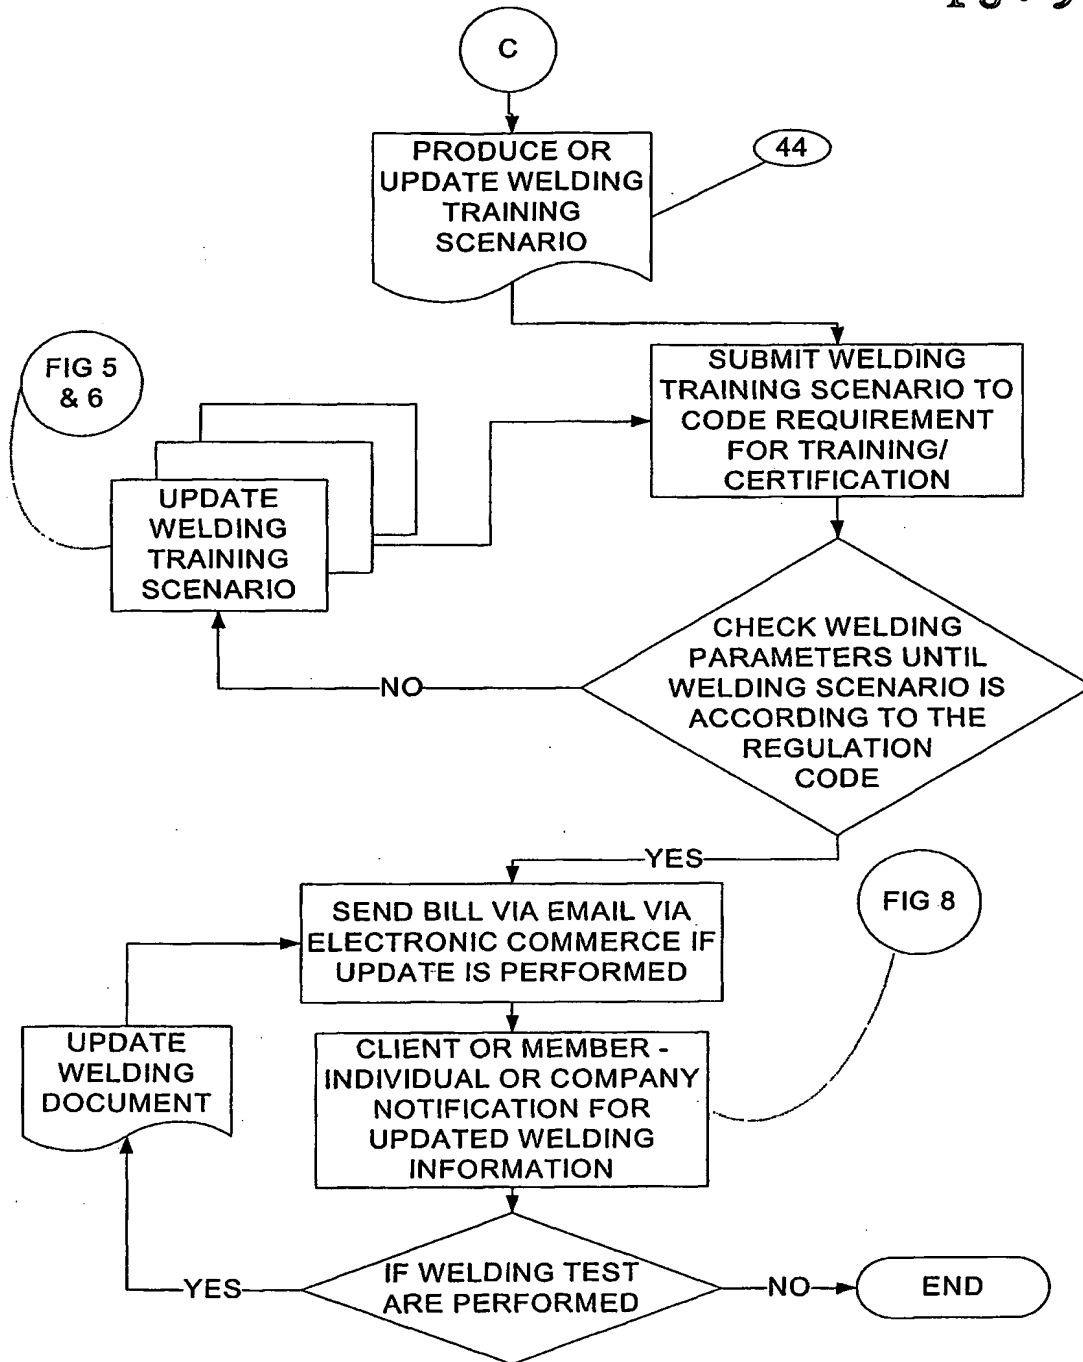 C
PRODUCE OR
UPDATE WELDING
TRAINING
SCENARIO
44
SUBMIT WELDING
TRAINING SCENARIO TO
CODE REQUIREMENT
FOR TRAINING/
CERTIFICATION
FIG 5
& 6
UPDATE
WELDING
TRAINING
SCENARIO
CHECK WELDING
PARAMETERS UNTIL
WELDING SCENARIO IS
ACCORDING TO THE
REGULATION
CODE
NO
YES
SEND BILL VIA EMAIL VIA
ELECTRONIC COMMERCE IF
UPDATE IS PERFORMED
FIG 8
UPDATE
WELDING
DOCUMENT
CLIENT OR MEMBER -
INDIVIDUAL OR COMPANY
NOTIFICATION FOR
UPDATED WELDING
INFORMATION
IF WELDING TEST
ARE PERFORMED
YES
NO
END